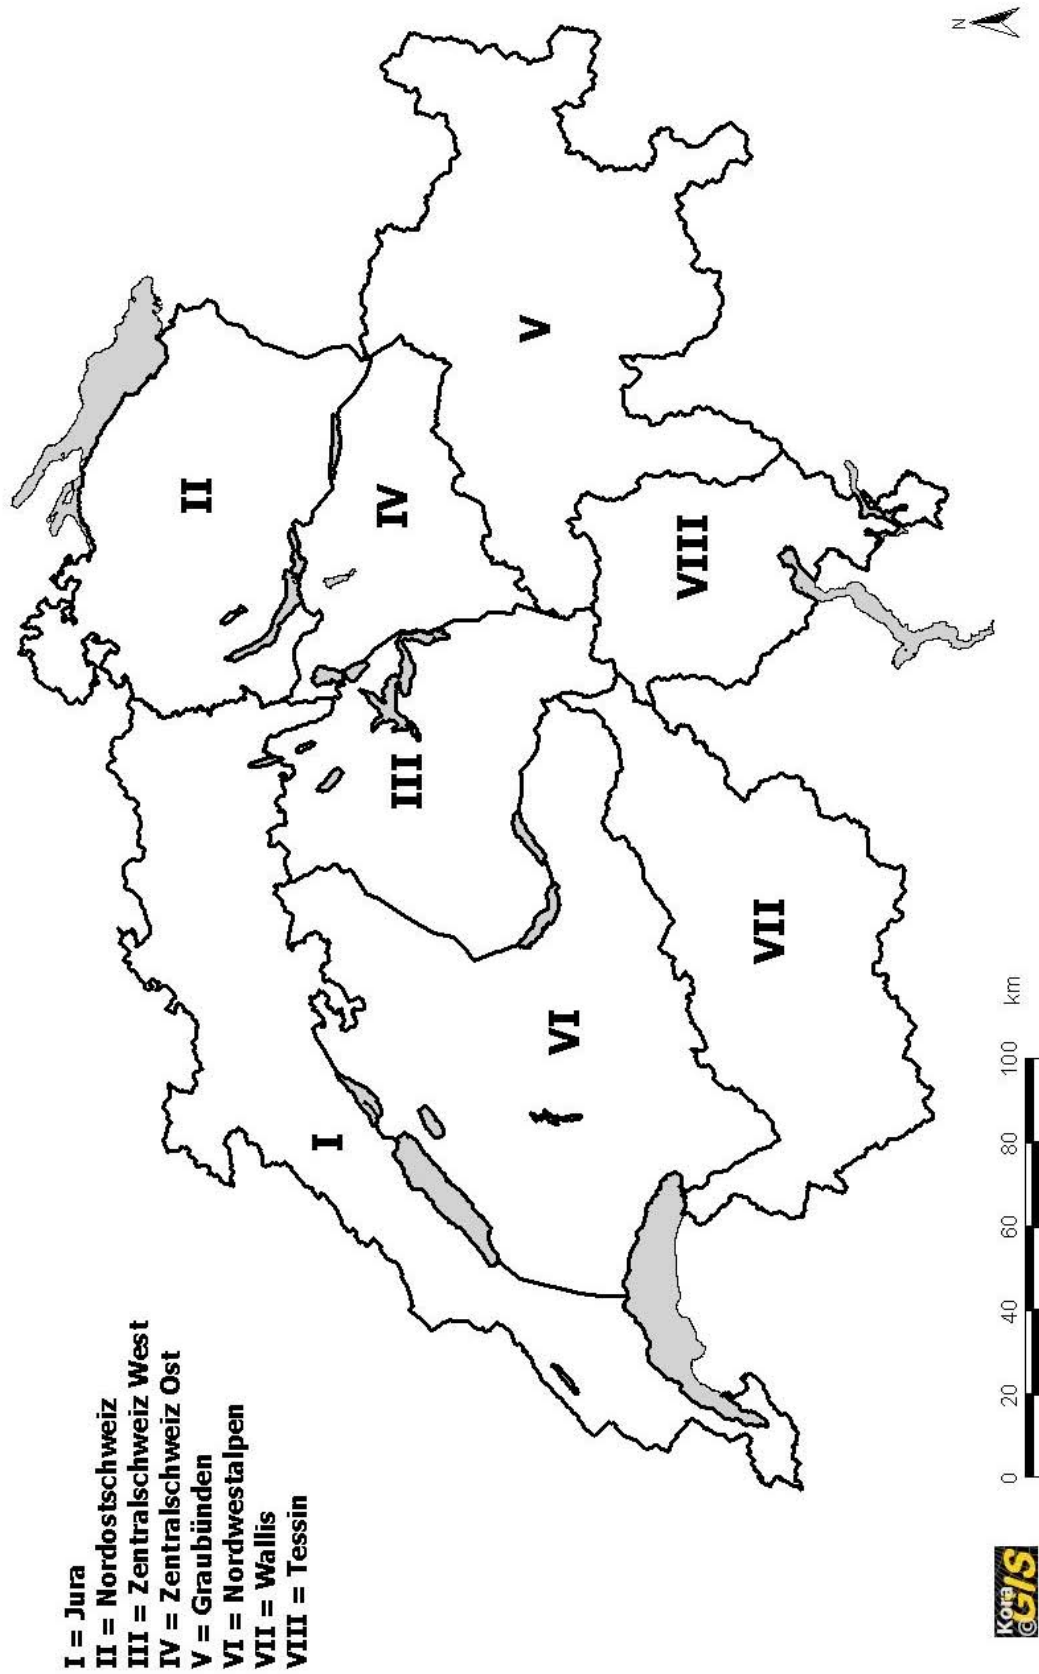 I = Jura
II = Nordostschweiz
III = Zentralschweiz West
IV = Zentralschweiz Ost
V = Graubünden
VI = Nordwestalpen
VII = Wallis
VIII = Tessin
I
II
III
IV
V
VI
VII
VIII
N
0 20 40 60 80 100 km
Kora
©GIS